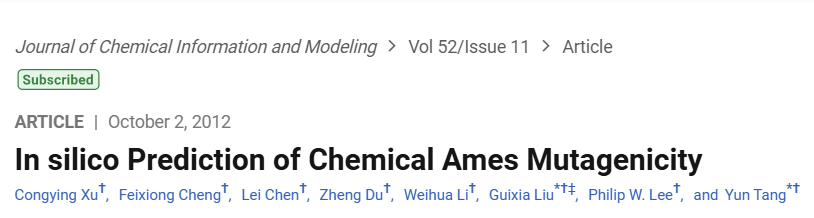 Journal of Chemical Information and Modeling > Vol 52/Issue 11 > Article
Subscribed
ARTICLE | October 2, 2012
In silico Prediction of Chemical Ames Mutagenicity
Congying Xu†, Feixiong Cheng†, Lei Chen†, Zheng Du†, Weihua Li†, Guixia Liu*†‡, Philip W. Lee†, and Yun Tang*†